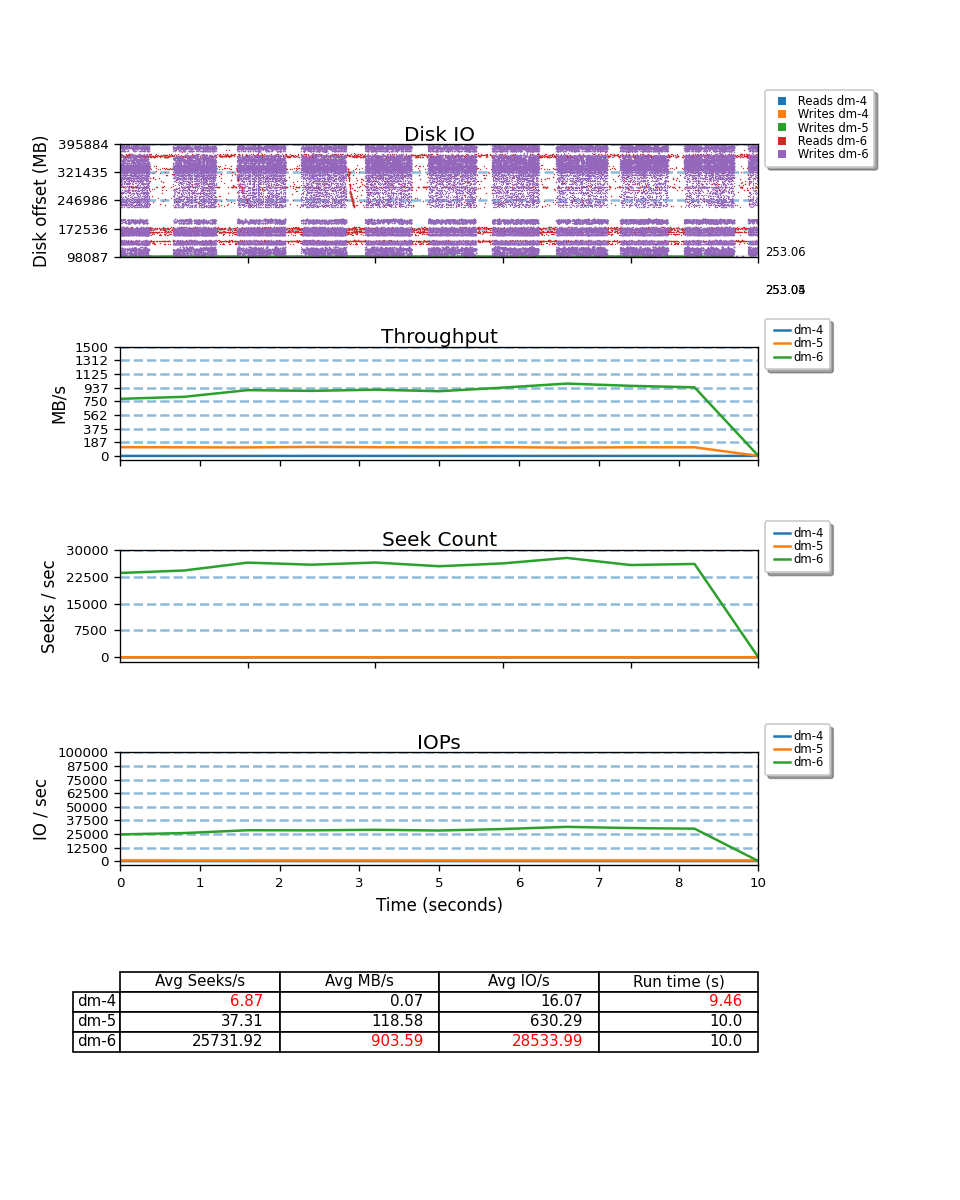 Disk IO
Disk offset (MB)
395884
321435
246986
172536
98087
Reads dm-4
Writes dm-4
Writes dm-5
Reads dm-6
Writes dm-6
253.06
Throughput
MB/s
1500
1312
1125
937
750
562
375
187
0
dm-4
dm-5
dm-6
Seek Count
Seeks / sec
30000
22500
15000
7500
0
dm-4
dm-5
dm-6
IOPs
IO / sec
100000
87500
75000
62500
50000
37500
25000
12500
0
dm-4
dm-5
dm-6
0 1 2 3 5 6 7 8 10
Time (seconds)
Avg Seeks/s Avg MB/s Avg IO/s Run time (s)
dm-4 6.87 0.07 16.07 9.46
dm-5 37.31 118.58 630.29 10.0
dm-6 25731.92 903.59 28533.99 10.0